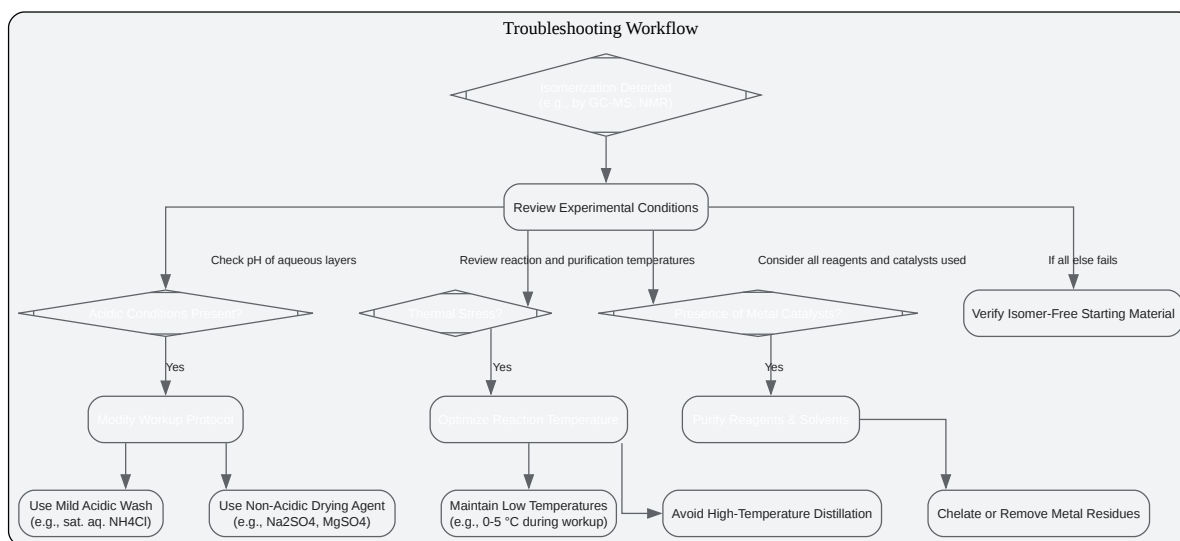 Troubleshooting Workflow
Isomerization Detected
(e.g., by GC-MS, NMR)
Review Experimental Conditions
Check pH of aqueous layers
Review reaction and purification temperatures
Consider all reagents and catalysts used
If all else fails
Acidic Conditions Present?
Thermal Stress?
Presence of Metal Catalysts?
Verify Isomer-Free Starting Material
Yes
Yes
Yes
Modify Workup Protocol
Optimize Reaction Temperature
Purify Reagents & Solvents
Use Mild Acidic Wash
(e.g., sat. aq. NH4Cl)
Use Non-Acidic Drying Agent
(e.g., Na2SO4, MgSO4)
Maintain Low Temperatures
(e.g., 0-5 °C during workup)
Avoid High-Temperature Distillation
Chelate or Remove Metal Residues